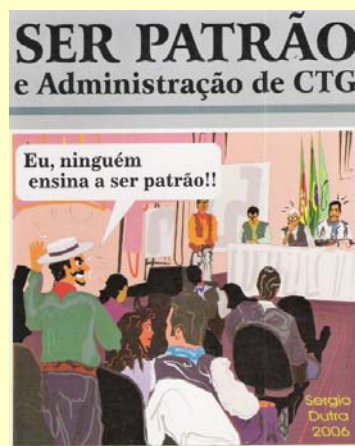 SER PATRÃO
e Administração de CTG
Eu, ninguém
ensina a ser patrão!!
Sergio
Dutra
2006